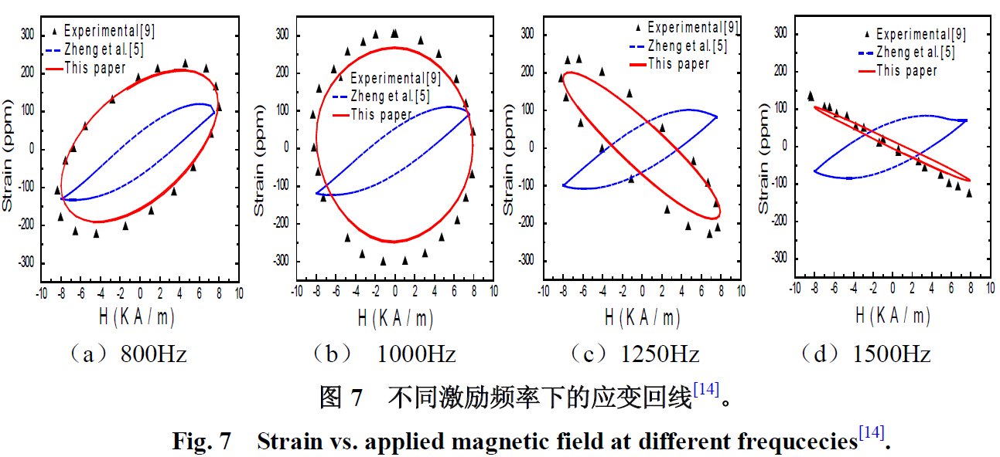 300
200
100
0
-100
-200
-300
Strain (ppm)
Experimental[9]
Zheng et al.[5]
This paper
-10 -8 -6 -4 -2 0 2 4 6 8 10
H (K A / m)
(a)800Hz
300
200
100
0
-100
-200
-300
Strain (ppm)
Experimental[9]
Zheng et al.[5]
This paper
-10 -8 -6 -4 -2 0 2 4 6 8 10
H (K A / m)
(b) 1000Hz
300
200
100
0
-100
-200
-300
Strain (ppm)
Experimental[9]
Zheng et al.[5]
This paper
-10 -8 -6 -4 -2 0 2 4 6 8 10
H (K A / m)
(c)1250Hz
300
200
100
0
-100
-200
-300
Strain (ppm)
Experimental[9]
Zheng et al.[5]
This paper
-10 -8 -6 -4 -2 0 2 4 6 8 10
H (K A / m)
(d)1500Hz
图 7 不同激励频率下的应变回线[14]。
Fig. 7 Strain vs. applied magnetic field at different frequcecies[14].